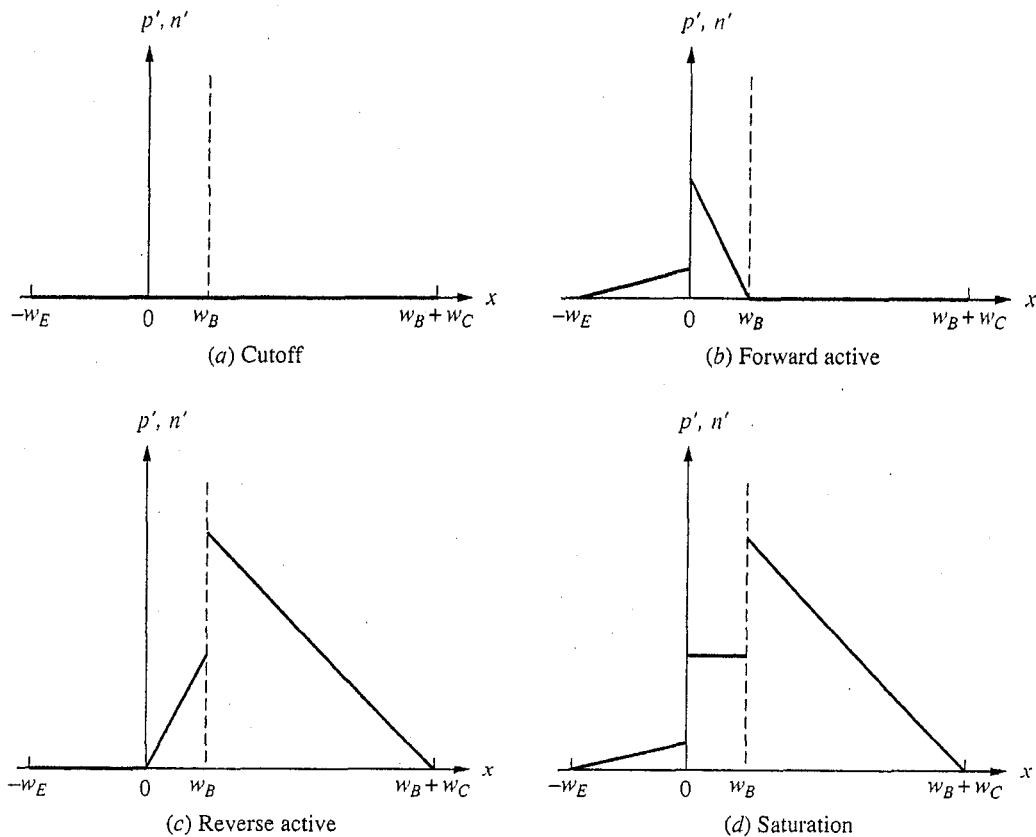 p′, n′
x
−w_E
0
w_B
w_B + w_C
(a) Cutoff
p′, n′
x
−w_E
0
w_B
w_B + w_C
(b) Forward active
p′, n′
x
−w_E
0
w_B
w_B + w_C
(c) Reverse active
p′, n′
x
−w_E
0
w_B
w_B + w_C
(d) Saturation